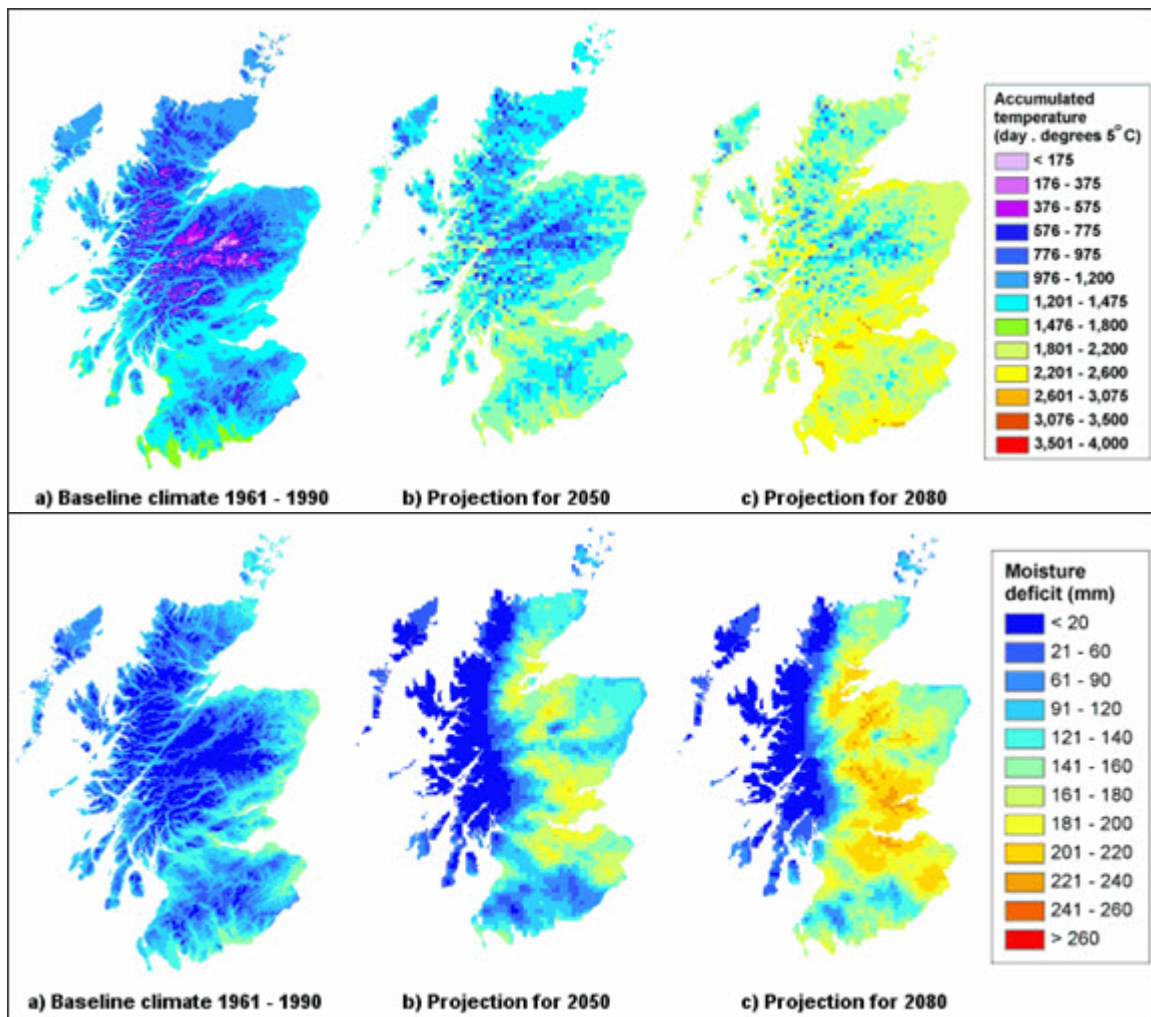 Accumulated
temperature
(day . degrees 5°C)
< 175
176 - 375
376 - 575
576 - 775
776 - 975
976 - 1,200
1,201 - 1,475
1,476 - 1,800
1,801 - 2,200
2,201 - 2,600
2,601 - 3,075
3,076 - 3,500
3,501 - 4,000
a) Baseline climate 1961 - 1990
b) Projection for 2050
c) Projection for 2080
Moisture
deficit (mm)
< 20
21 - 60
61 - 90
91 - 120
121 - 140
141 - 160
161 - 180
181 - 200
201 - 220
221 - 240
241 - 260
> 260
a) Baseline climate 1961 - 1990
b) Projection for 2050
c) Projection for 2080